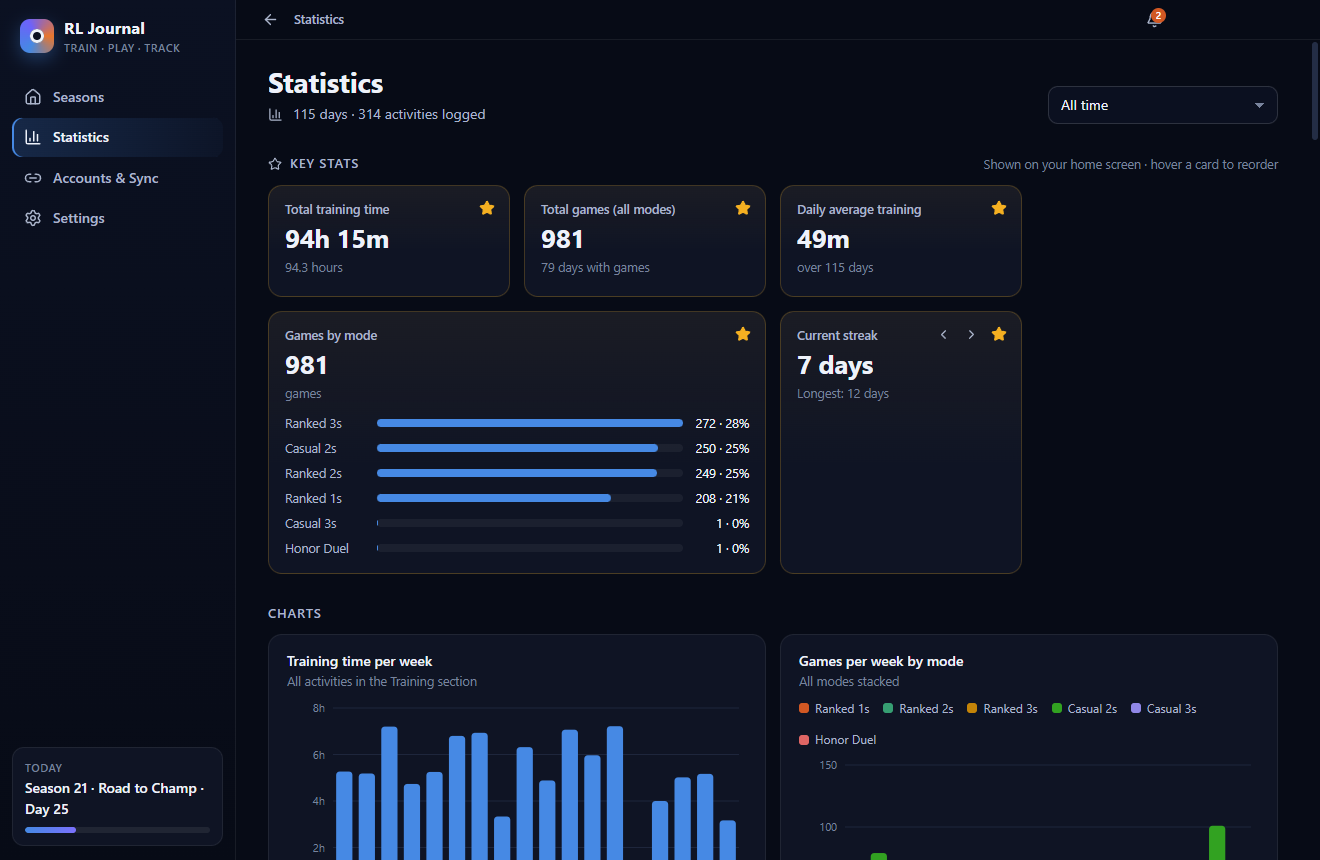 RL Journal
TRAIN · PLAY · TRACK
Seasons
Statistics
Accounts & Sync
Settings
TODAY
Season 21 · Road to Champ ·
Day 25
Statistics
2
Statistics
115 days · 314 activities logged
All time
KEY STATS
Shown on your home screen · hover a card to reorder
Total training time
94h 15m
94.3 hours
Total games (all modes)
981
79 days with games
Daily average training
49m
over 115 days
Games by mode
981
games
Ranked 3s 272 · 28%
Casual 2s 250 · 25%
Ranked 2s 249 · 25%
Ranked 1s 208 · 21%
Casual 3s 1 · 0%
Honor Duel 1 · 0%
Current streak
7 days
Longest: 12 days
CHARTS
Training time per week
All activities in the Training section
8h
6h
4h
2h
Games per week by mode
All modes stacked
Ranked 1s Ranked 2s Ranked 3s Casual 2s Casual 3s
Honor Duel
150
100